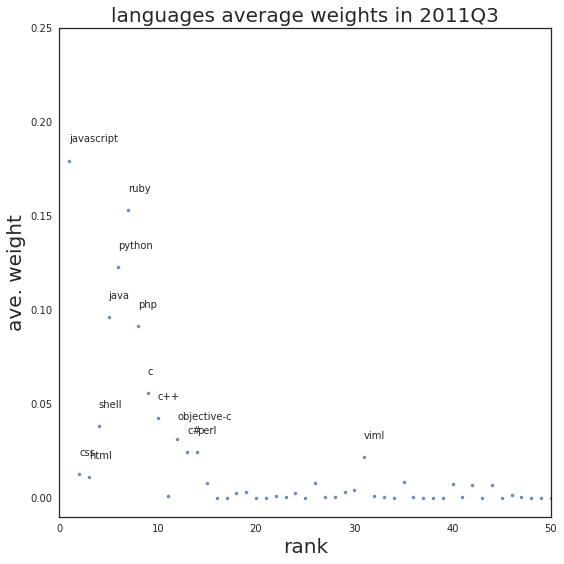 languages average weights in 2011Q3
0.25
0.20
0.15
0.10
0.05
0.00
ave. weight
javascript
ruby
python
java
php
c
c++
shell
objective-c
c#
perl
css
html
viml
0
10
20
30
40
50
rank